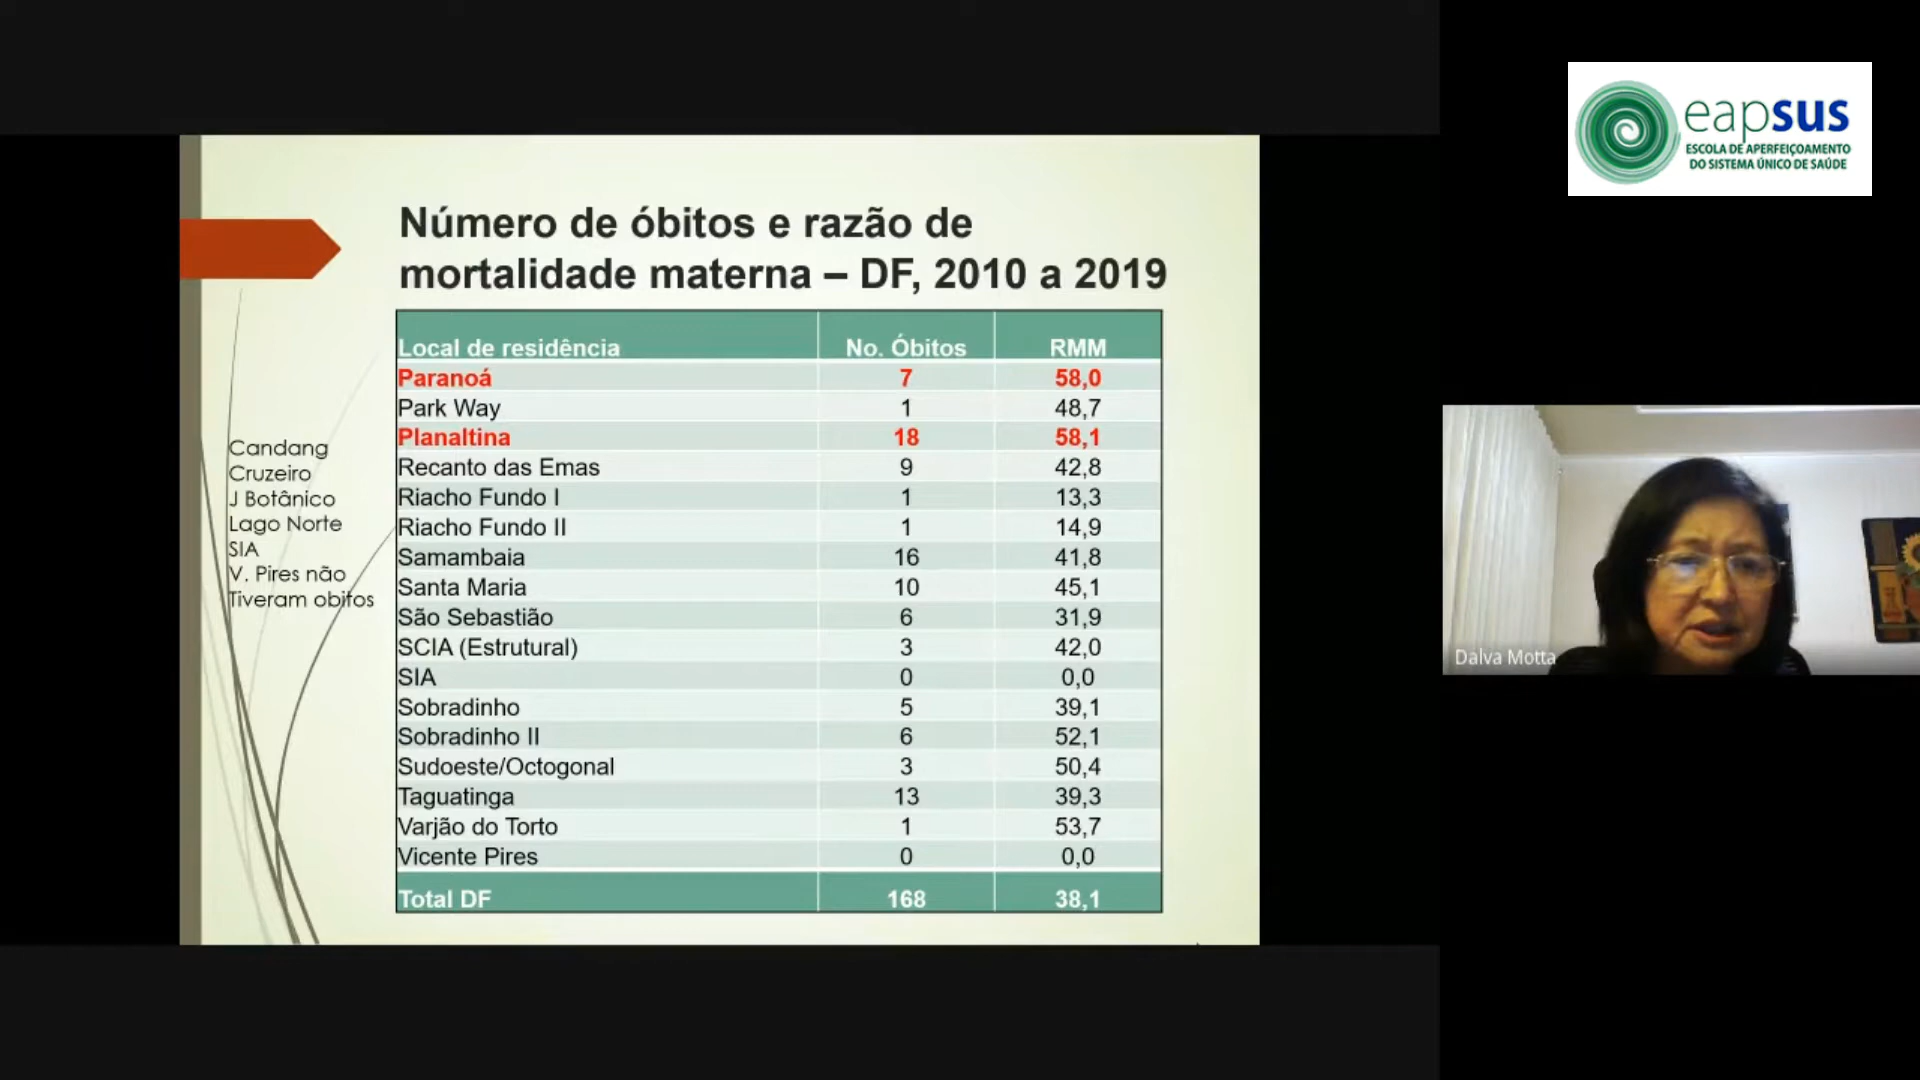 eapsus
ESCOLA DE APERFEIÇOAMENTO
DO SISTEMA ÚNICO DE SAÚDE
Número de óbitos e razão de
mortalidade materna – DF, 2010 a 2019
Local de residência No. Óbitos RMM
Paranoá 7 58,0
Park Way 1 48,7
Planaltina 18 58,1
Recanto das Emas 9 42,8
Riacho Fundo I 1 13,3
Riacho Fundo II 1 14,9
Samambaia 16 41,8
Santa Maria 10 45,1
São Sebastião 6 31,9
SCIA (Estrutural) 3 42,0
SIA 0 0,0
Sobradinho 5 39,1
Sobradinho II 6 52,1
Sudoeste/Octogonal 3 50,4
Taguatinga 13 39,3
Varjão do Torto 1 53,7
Vicente Pires 0 0,0
Total DF 168 38,1
Candang
Cruzeiro
J Botânico
Lago Norte
SIA
V. Pires não
Tiveram obitos
Dalva Motta